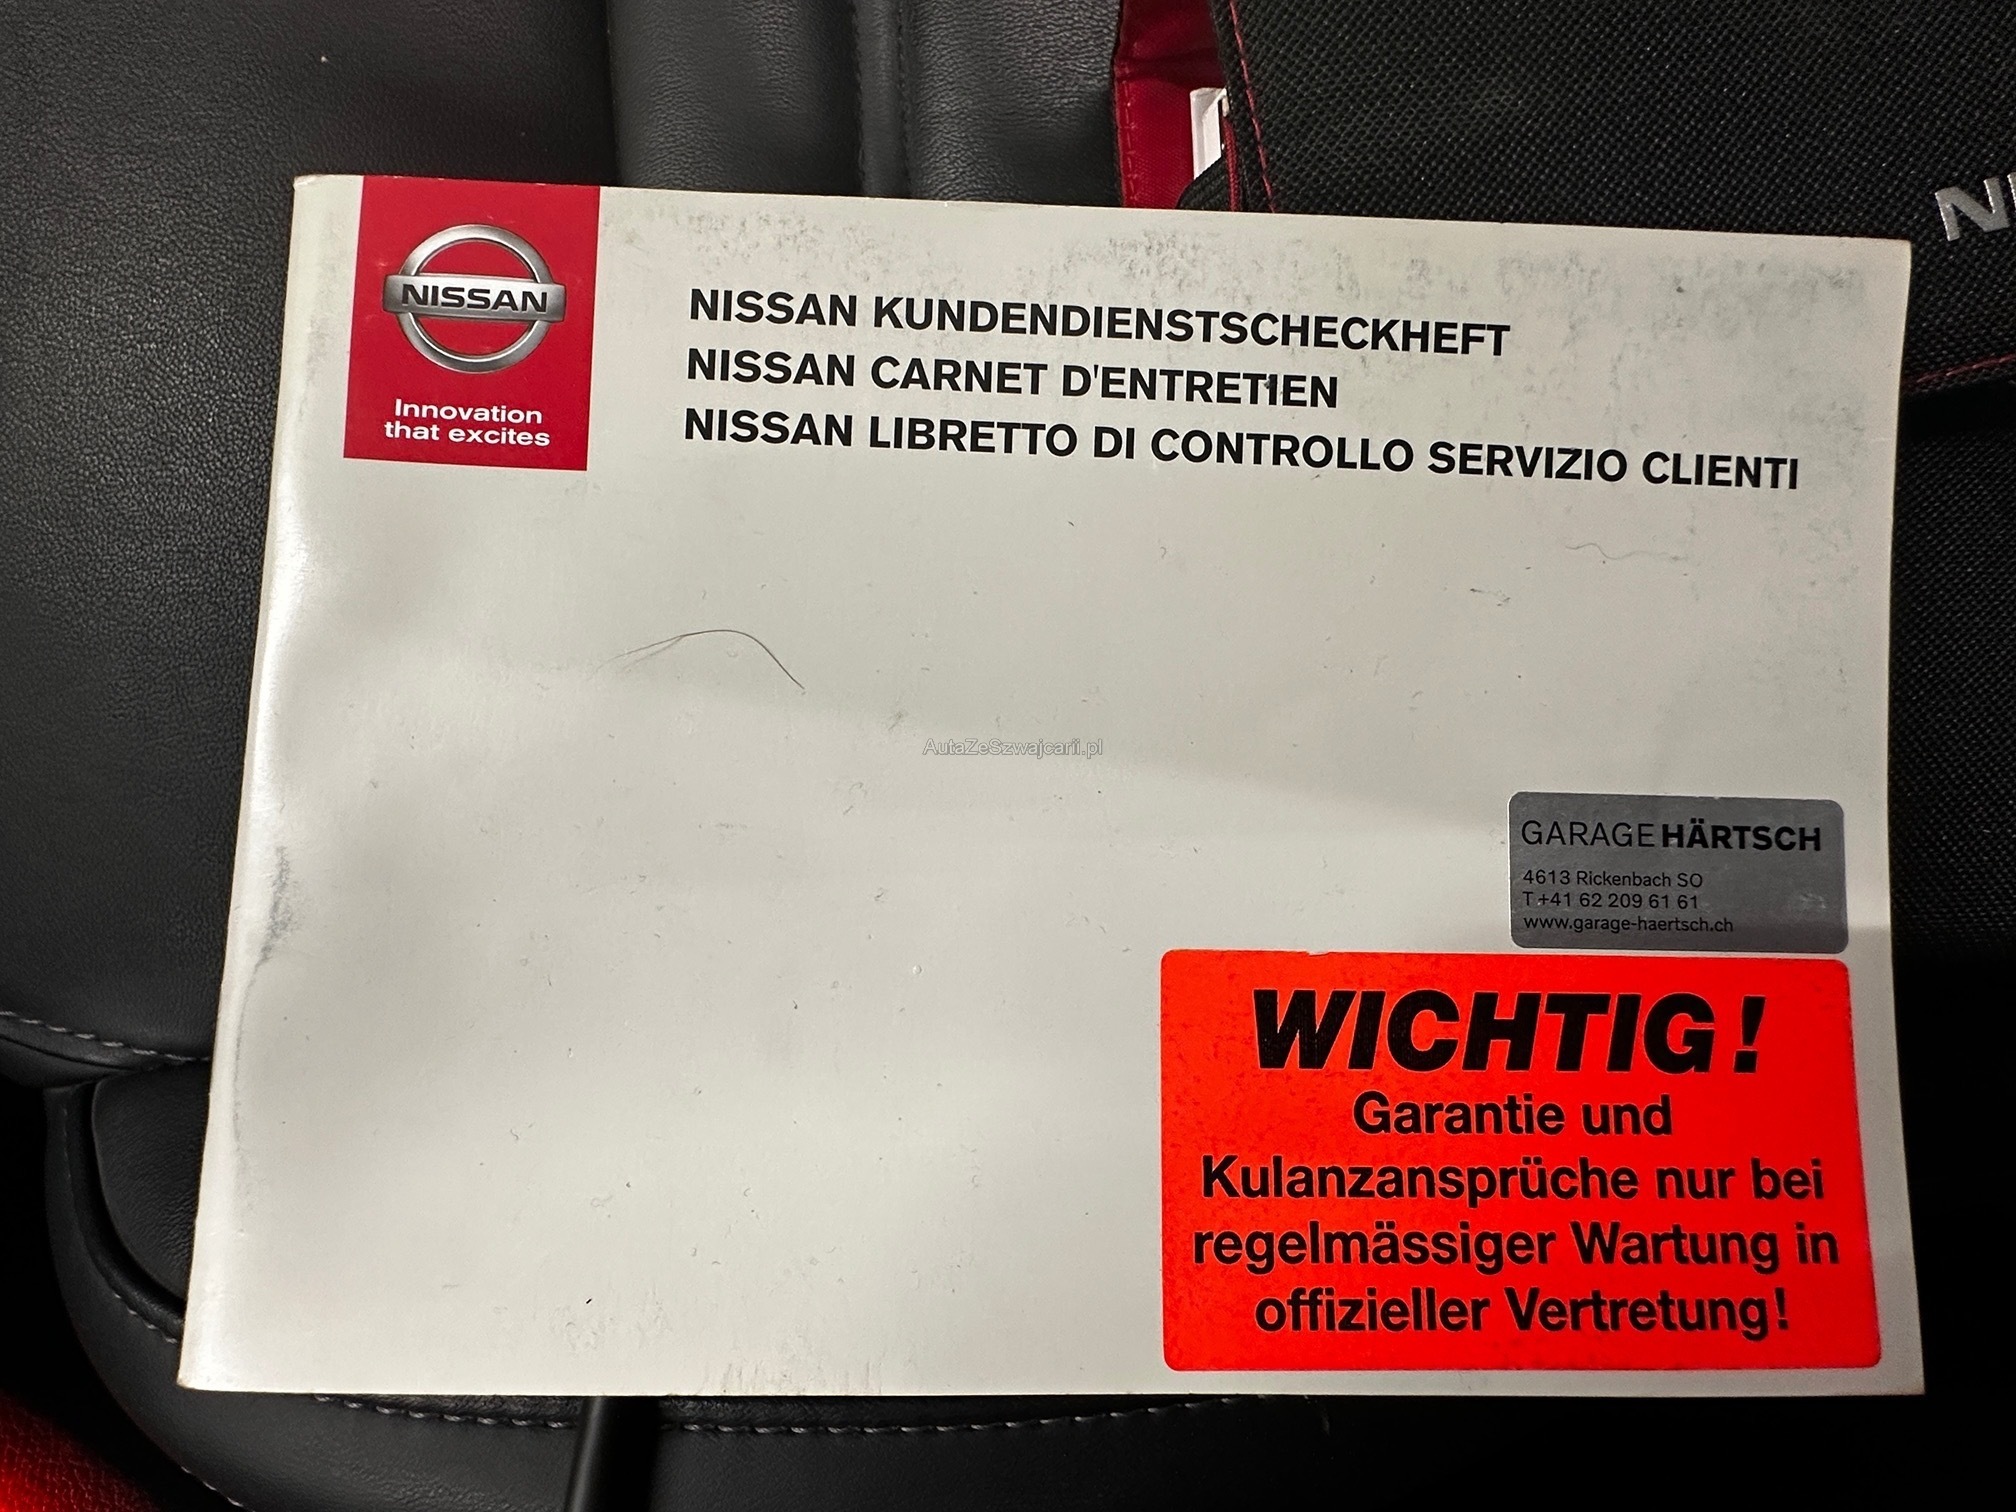 NI
NISSAN
Innovation
that excites
NISSAN KUNDENDIENSTSCHECKHEFT
NISSAN CARNET D'ENTRETIEN
NISSAN LIBRETTO DI CONTROLLO SERVIZIO CLIENTI
AutaZeSzwajcarii.pl
GARAGE HÄRTSCH
4613 Rickenbach SO
T +41 62 209 61 61
www.garage-haertsch.ch
WICHTIG!
Garantie und
Kulanzansprüche nur bei
regelmässiger Wartung in
offizieller Vertretung!